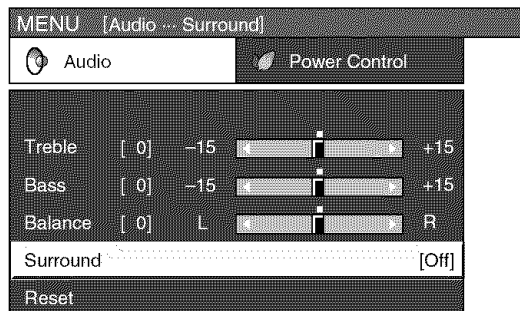 MENU [Audio ... Surround]
Audio Power Control
Treble [ 0] −15 +15
Bass [ 0] −15 +15
Balance [ 0] L R
Surround [Off]
Reset